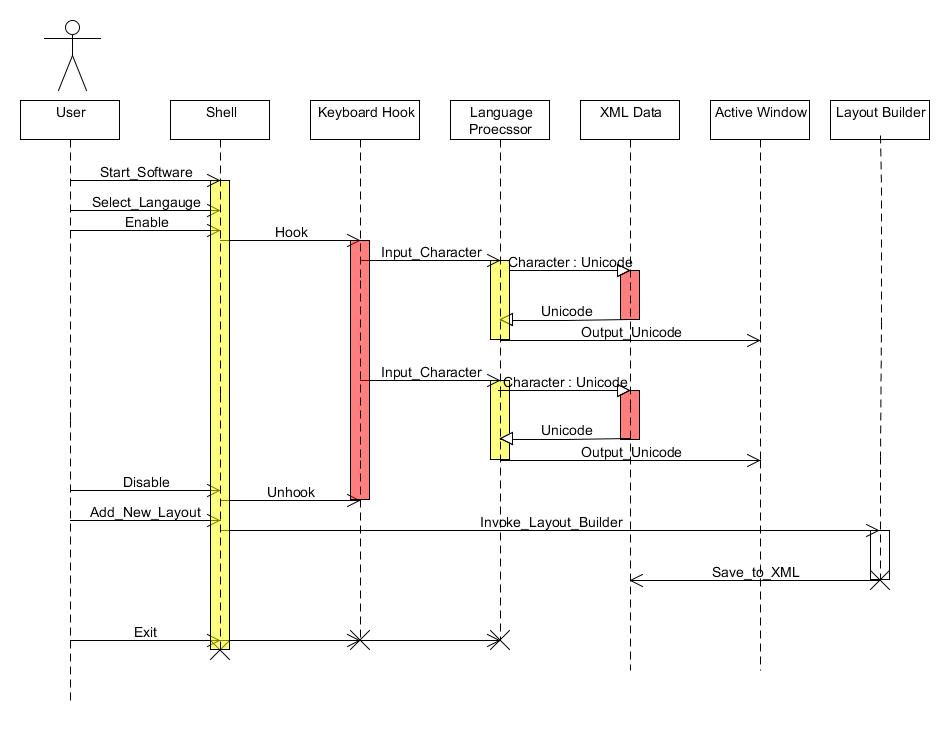 User
Shell
Keyboard Hook
Language
Proecssor
XML Data
Active Window
Layout Builder
Start_Software
Select_Langauge
Enable
Hook
Input_Character
Character : Unicode
Unicode
Output_Unicode
Input_Character
Character : Unicode
Unicode
Output_Unicode
Disable
Unhook
Add_New_Layout
Invoke_Layout_Builder
Save_to_XML
Exit